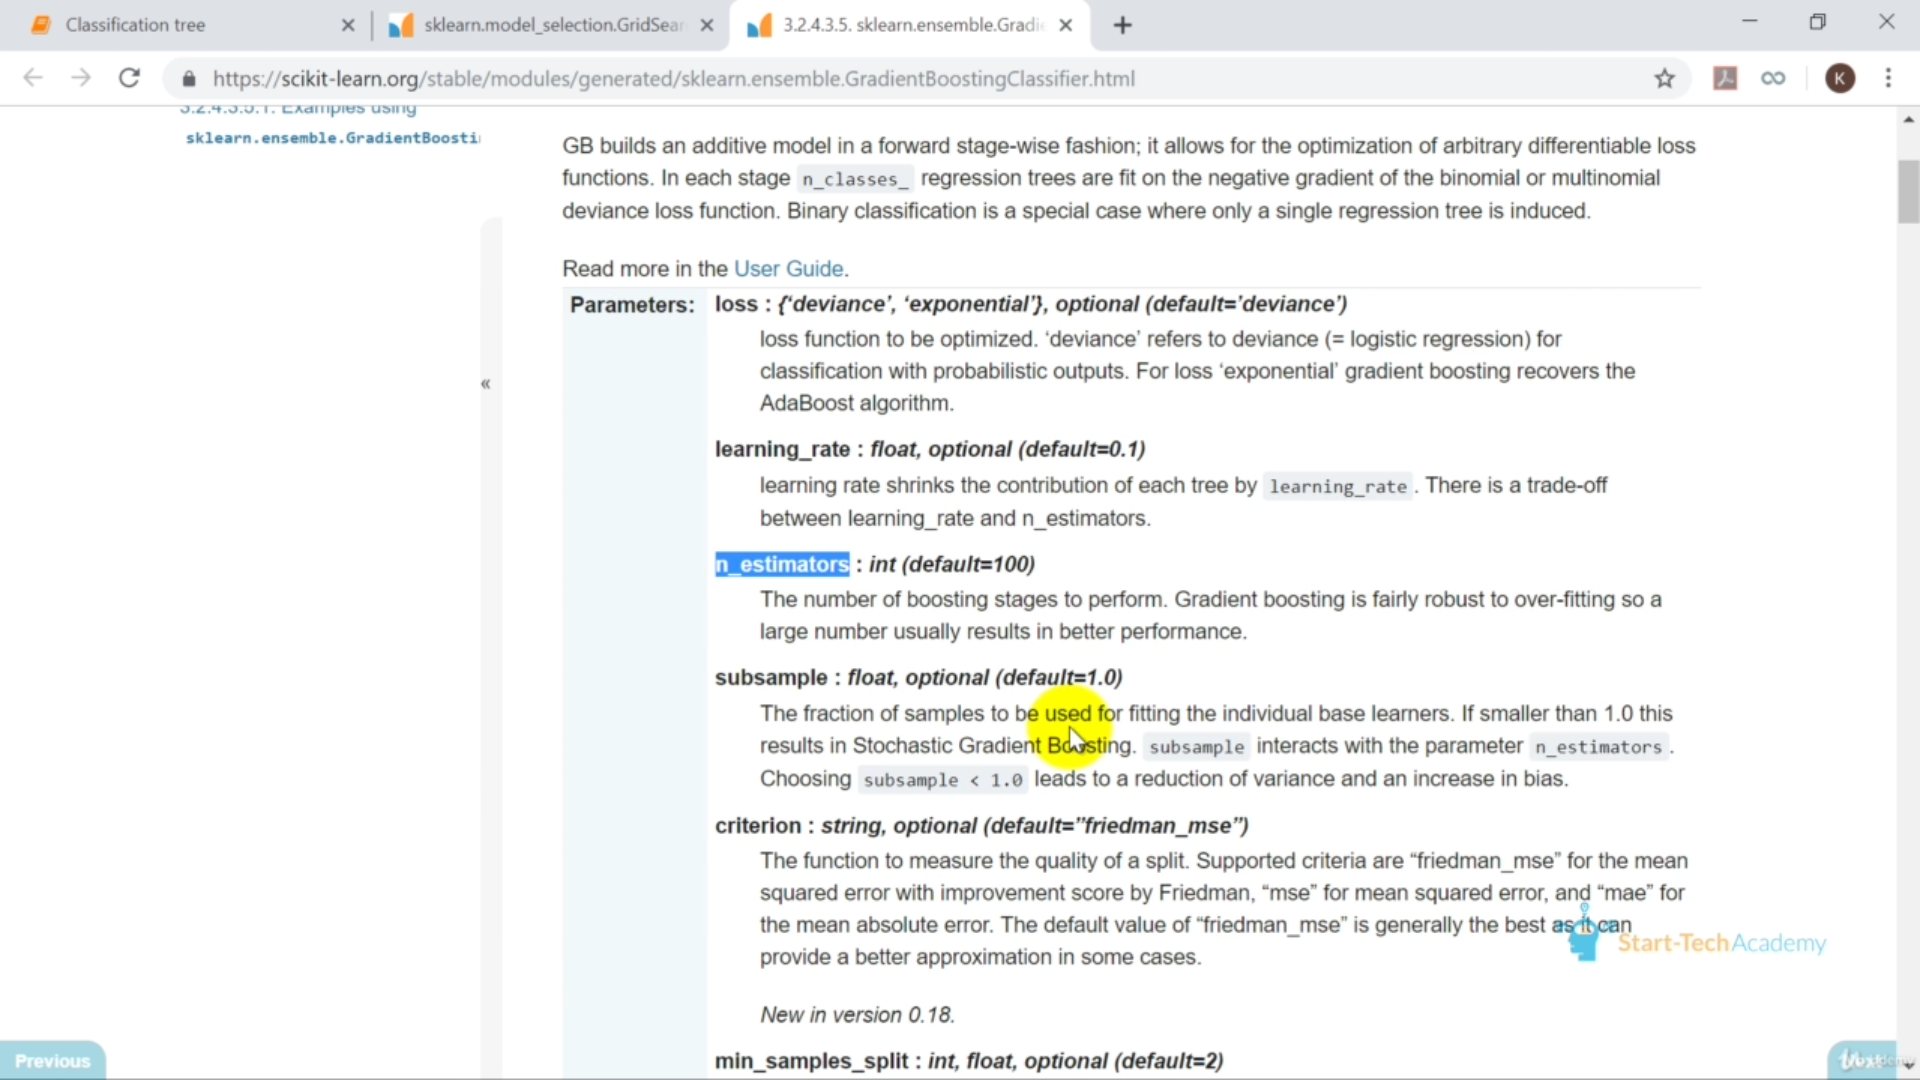 Classification tree
sklearn.model_selection.GridSear
3.2.4.3.5. sklearn.ensemble.Gradie
https://scikit-learn.org/stable/modules/generated/sklearn.ensemble.GradientBoostingClassifier.html
K
3.2.4.3.5.1. Examples using
sklearn.ensemble.GradientBoosti
GB builds an additive model in a forward stage-wise fashion; it allows for the optimization of arbitrary differentiable loss
functions. In each stage n_classes_ regression trees are fit on the negative gradient of the binomial or multinomial
deviance loss function. Binary classification is a special case where only a single regression tree is induced.
Read more in the User Guide.
Parameters: loss : {‘deviance’, ‘exponential’}, optional (default=’deviance’)
loss function to be optimized. ‘deviance’ refers to deviance (= logistic regression) for
classification with probabilistic outputs. For loss ‘exponential’ gradient boosting recovers the
AdaBoost algorithm.
«
learning_rate : float, optional (default=0.1)
learning rate shrinks the contribution of each tree by learning_rate . There is a trade-off
between learning_rate and n_estimators.
n_estimators : int (default=100)
The number of boosting stages to perform. Gradient boosting is fairly robust to over-fitting so a
large number usually results in better performance.
subsample : float, optional (default=1.0)
The fraction of samples to be used for fitting the individual base learners. If smaller than 1.0 this
results in Stochastic Gradient Boosting. subsample interacts with the parameter n_estimators .
Choosing subsample < 1.0 leads to a reduction of variance and an increase in bias.
criterion : string, optional (default=”friedman_mse”)
The function to measure the quality of a split. Supported criteria are “friedman_mse” for the mean
squared error with improvement score by Friedman, “mse” for mean squared error, and “mae” for
the mean absolute error. The default value of “friedman_mse” is generally the best as it can
provide a better approximation in some cases.
Start-Tech Academy
New in version 0.18.
min_samples_split : int, float, optional (default=2)
Previous